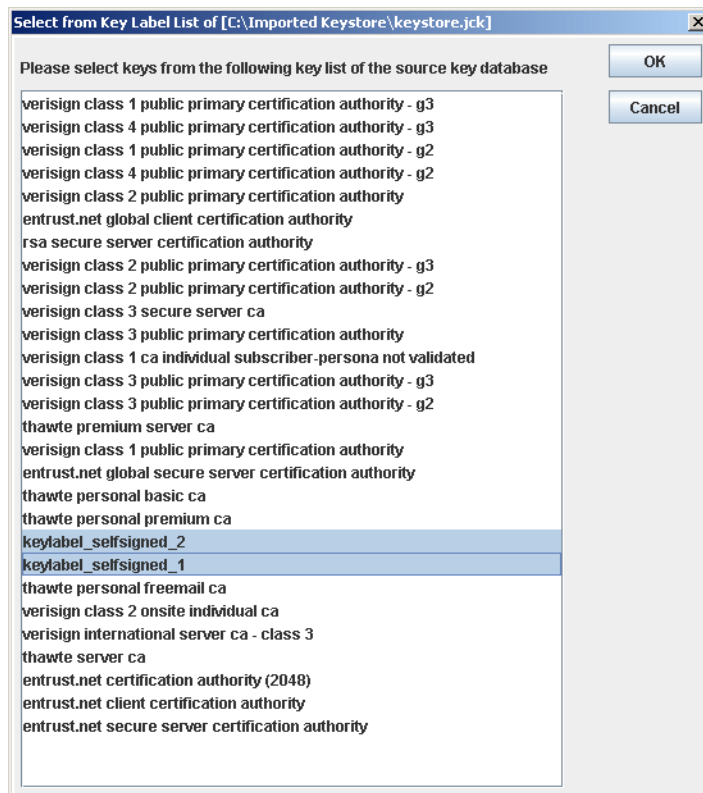 Select from Key Label List of [C:\Imported Keystore\keystore.jck]
Please select keys from the following key list of the source key database
OK
Cancel
verisign class 1 public primary certification authority - g3
verisign class 4 public primary certification authority - g3
verisign class 1 public primary certification authority - g2
verisign class 4 public primary certification authority - g2
verisign class 2 public primary certification authority
entrust.net global client certification authority
rsa secure server certification authority
verisign class 2 public primary certification authority - g3
verisign class 2 public primary certification authority - g2
verisign class 3 secure server ca
verisign class 3 public primary certification authority
verisign class 1 ca individual subscriber-persona not validated
verisign class 3 public primary certification authority - g3
verisign class 3 public primary certification authority - g2
thawte premium server ca
verisign class 1 public primary certification authority
entrust.net global secure server certification authority
thawte personal basic ca
thawte personal premium ca
keylabel_selfsigned_2
keylabel_selfsigned_1
thawte personal freemail ca
verisign class 2 onsite individual ca
verisign international server ca - class 3
thawte server ca
entrust.net certification authority (2048)
entrust.net client certification authority
entrust.net secure server certification authority